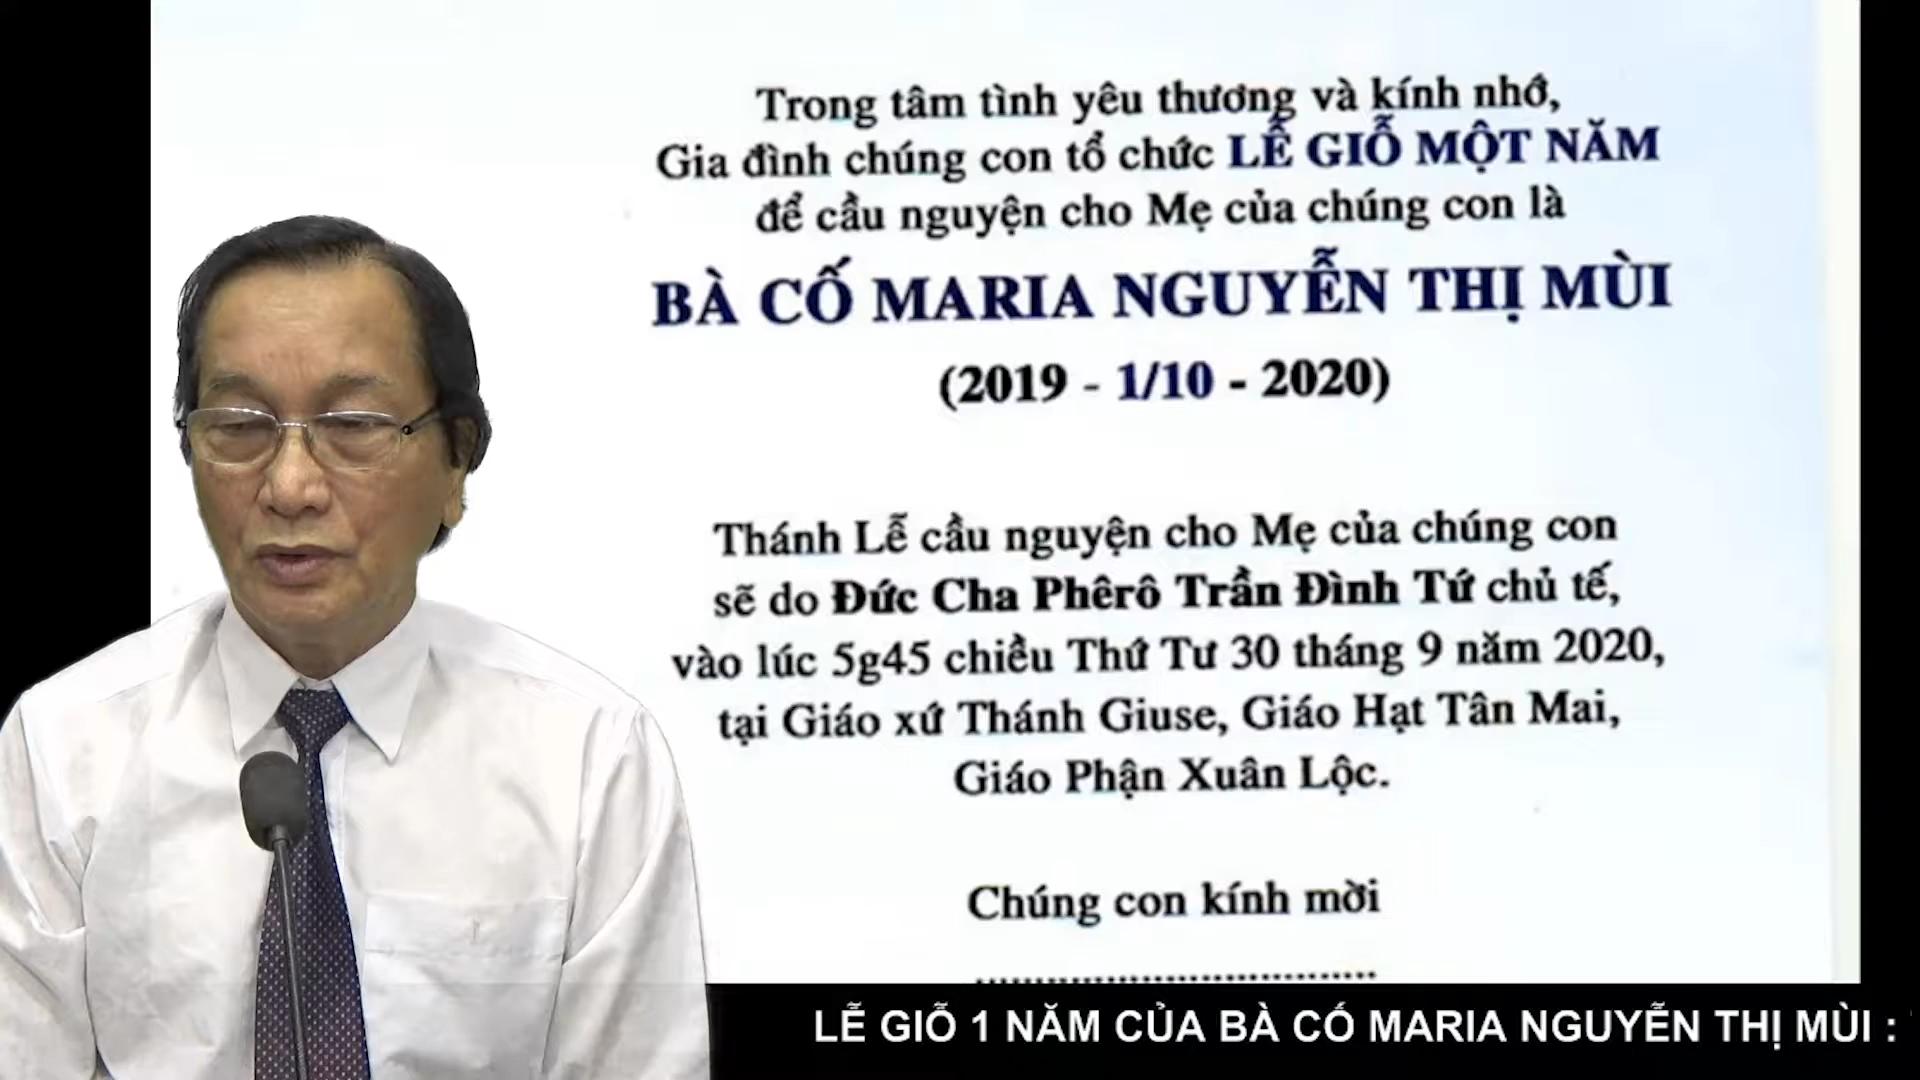 Trong tâm tình yêu thương và kính nhớ,
Gia đình chúng con tổ chức LỄ GIỖ MỘT NĂM
để cầu nguyện cho Mẹ của chúng con là
BÀ CỐ MARIA NGUYỄN THỊ MÙI
(2019 - 1/10 - 2020)
Thánh Lễ cầu nguyện cho Mẹ của chúng con
sẽ do Đức Cha Phêrô Trần Đình Tứ chủ tế,
vào lúc 5g45 chiều Thứ Tư 30 tháng 9 năm 2020,
tại Giáo xứ Thánh Giuse, Giáo Hạt Tân Mai,
Giáo Phận Xuân Lộc.
Chúng con kính mời
....................................
LỄ GIỖ 1 NĂM CỦA BÀ CỐ MARIA NGUYỄN THỊ MÙI :